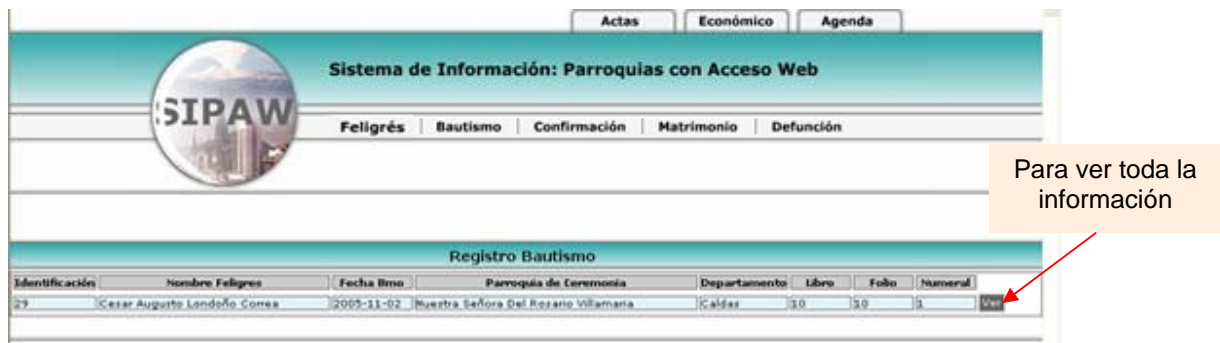 Actas Económico Agenda
Sistema de Información: Parroquias con Acceso Web
SIPAW
Feligrés | Bautismo | Confirmación | Matrimonio | Defunción
Para ver toda la
información
Registro Bautismo
Identificación Nombre Feligres Fecha Bmo Parroquia de Ceremonia Departamento Libro Folio Numeral
29 Cesar Augusto Londoño Correa 2005-11-02 Nuestra Señora Del Rosario Villamaria Caldas 10 10 1 Ver